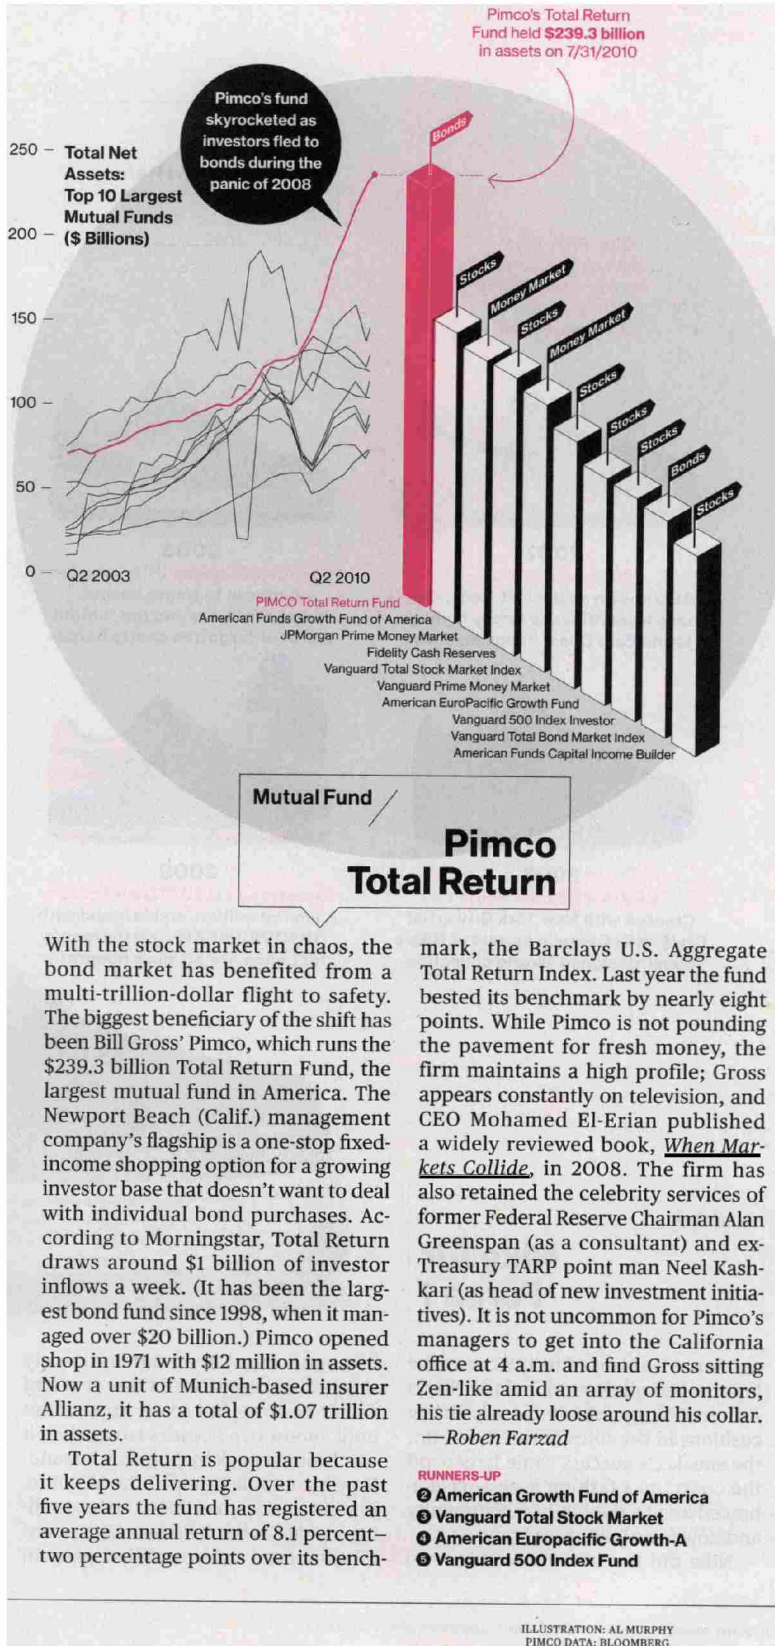 Pimco's Total Return
Fund held $239.3 billion
in assets on 7/31/2010
Pimco's fund
skyrocketed as
investors fled to
bonds during the
panic of 2008
Total Net
Assets:
Top 10 Largest
Mutual Funds
($ Billions)
250
200
150
100
50
0
Q2 2003
Q2 2010
Bonds
Stocks
Money Market
Stocks
Money Market
Stocks
Stocks
Stocks
Bonds
Stocks
PIMCO Total Return Fund
American Funds Growth Fund of America
JPMorgan Prime Money Market
Fidelity Cash Reserves
Vanguard Total Stock Market Index
Vanguard Prime Money Market
American EuroPacific Growth Fund
Vanguard 500 Index Investor
Vanguard Total Bond Market Index
American Funds Capital Income Builder
Mutual Fund /
Pimco
Total Return
With the stock market in chaos, the
bond market has benefited from a
multi-trillion-dollar flight to safety.
The biggest beneficiary of the shift has
been Bill Gross' Pimco, which runs the
$239.3 billion Total Return Fund, the
largest mutual fund in America. The
Newport Beach (Calif.) management
company's flagship is a one-stop fixed-
income shopping option for a growing
investor base that doesn't want to deal
with individual bond purchases. Ac-
cording to Morningstar, Total Return
draws around $1 billion of investor
inflows a week. (It has been the larg-
est bond fund since 1998, when it man-
aged over $20 billion.) Pimco opened
shop in 1971 with $12 million in assets.
Now a unit of Munich-based insurer
Allianz, it has a total of $1.07 trillion
in assets.
Total Return is popular because
it keeps delivering. Over the past
five years the fund has registered an
average annual return of 8.1 percent—
two percentage points over its bench-
mark, the Barclays U.S. Aggregate
Total Return Index. Last year the fund
bested its benchmark by nearly eight
points. While Pimco is not pounding
the pavement for fresh money, the
firm maintains a high profile; Gross
appears constantly on television, and
CEO Mohamed El-Erian published
a widely reviewed book, When Mar-
kets Collide, in 2008. The firm has
also retained the celebrity services of
former Federal Reserve Chairman Alan
Greenspan (as a consultant) and ex-
Treasury TARP point man Neel Kash-
kari (as head of new investment initia-
tives). It is not uncommon for Pimco's
managers to get into the California
office at 4 a.m. and find Gross sitting
Zen-like amid an array of monitors,
his tie already loose around his collar.
—Roben Farzad
RUNNERS-UP
❷ American Growth Fund of America
❸ Vanguard Total Stock Market
❹ American Europacific Growth-A
❺ Vanguard 500 Index Fund
ILLUSTRATION: AL MURPHY
PIMCO DATA: BLOOMBERG